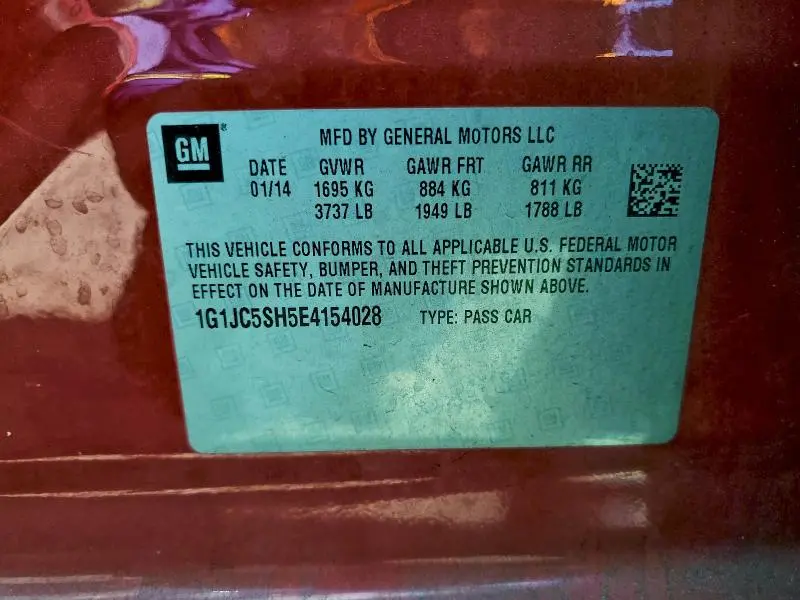 GM® MFD BY GENERAL MOTORS LLC
DATE GVWR GAWR FRT GAWR RR
01/14 1695 KG 884 KG 811 KG
3737 LB 1949 LB 1788 LB
THIS VEHICLE CONFORMS TO ALL APPLICABLE U.S. FEDERAL MOTOR
VEHICLE SAFETY, BUMPER, AND THEFT PREVENTION STANDARDS IN
EFFECT ON THE DATE OF MANUFACTURE SHOWN ABOVE.
1G1JC5SH5E4154028 TYPE: PASS CAR